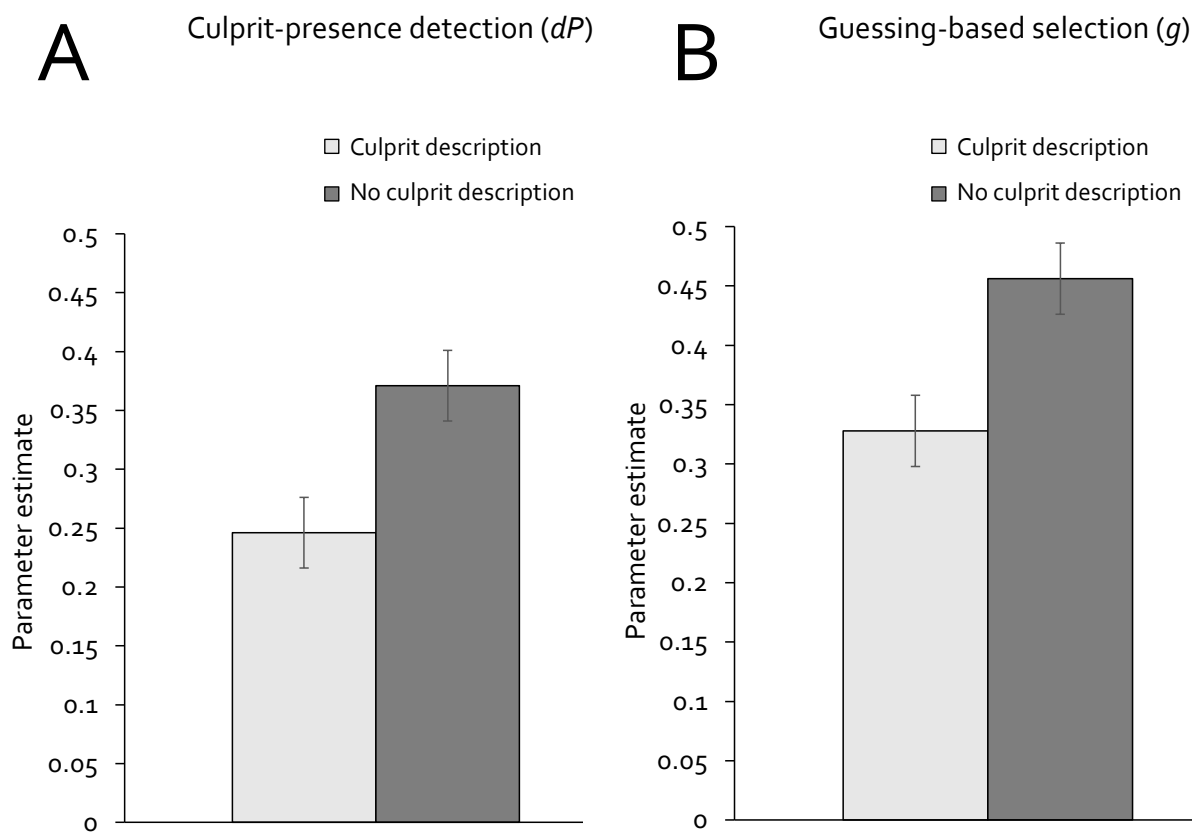 A
Culprit-presence detection (dP)
Culprit description
No culprit description
0.5
0.45
0.4
0.35
0.3
0.25
0.2
0.15
0.1
0.05
0
Parameter estimate
B
Guessing-based selection (g)
Culprit description
No culprit description
0.5
0.45
0.4
0.35
0.3
0.25
0.2
0.15
0.1
0.05
0
Parameter estimate